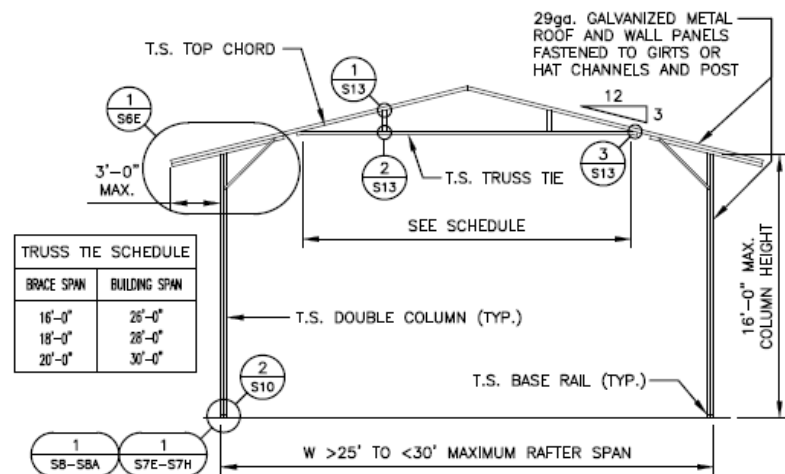 29ga. GALVANIZED METAL
ROOF AND WALL PANELS
FASTENED TO GIRTS OR
HAT CHANNELS AND POST
T.S. TOP CHORD
1
S13
12
3
1
S6E
3'-0"
MAX.
2
S13
T.S. TRUSS TIE
3
S13
SEE SCHEDULE
TRUSS TIE SCHEDULE
BRACE SPAN BUILDING SPAN
16'-0" 26'-0"
18'-0" 28'-0"
20'-0" 30'-0"
16'-0" MAX.
COLUMN HEIGHT
T.S. DOUBLE COLUMN (TYP.)
2
S10
T.S. BASE RAIL (TYP.)
1
S8-S8A
1
S7E-S7H
W >25' TO <30' MAXIMUM RAFTER SPAN